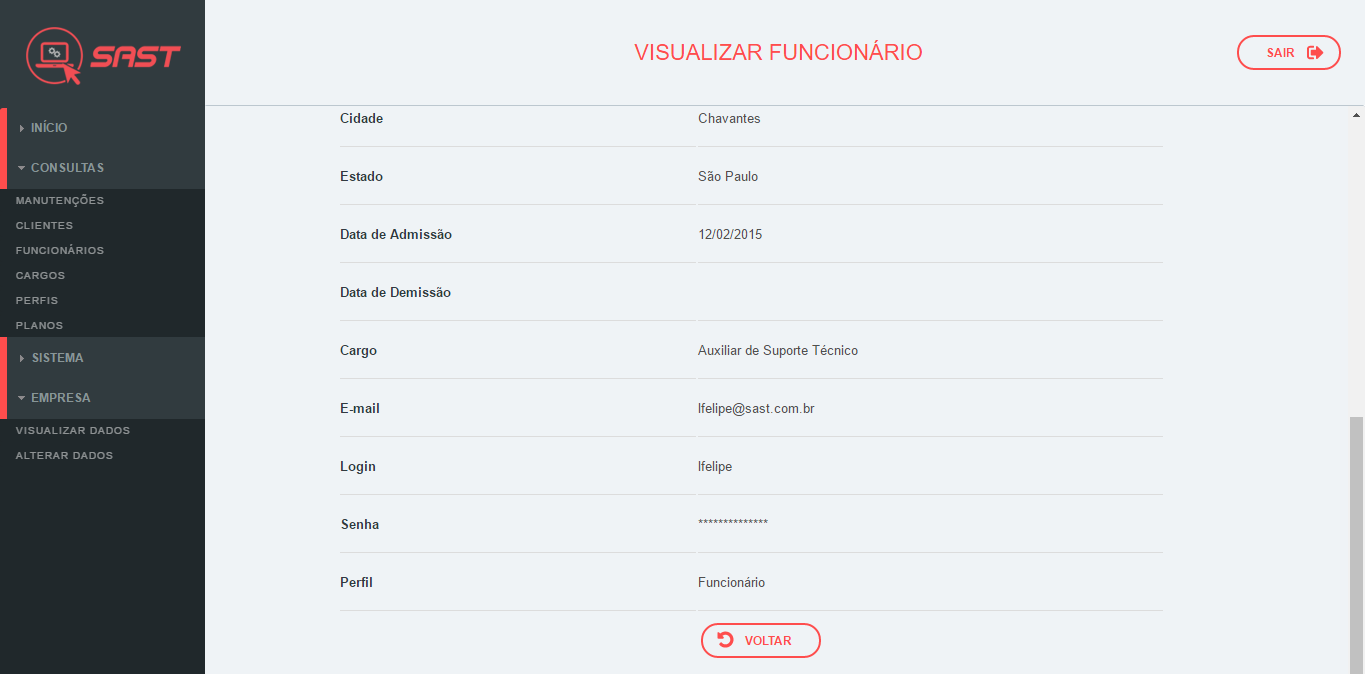 SAST
INÍCIO
CONSULTAS
MANUTENÇÕES
CLIENTES
FUNCIONÁRIOS
CARGOS
PERFIS
PLANOS
SISTEMA
EMPRESA
VISUALIZAR DADOS
ALTERAR DADOS
VISUALIZAR FUNCIONÁRIO
SAIR
Cidade Chavantes
Estado São Paulo
Data de Admissão 12/02/2015
Data de Demissão
Cargo Auxiliar de Suporte Técnico
E-mail lfelipe@sast.com.br
Login lfelipe
Senha **************
Perfil Funcionário
VOLTAR